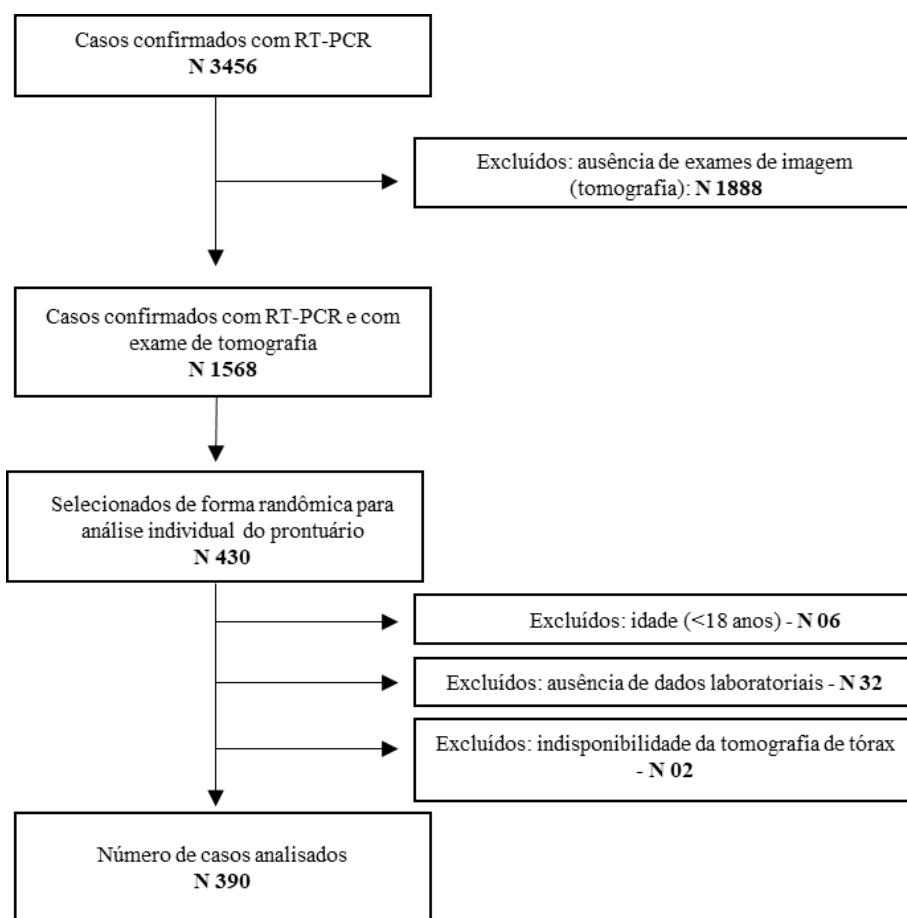 Casos confirmados com RT-PCR
N 3456
Excluídos: ausência de exames de imagem
(tomografia): N 1888
Casos confirmados com RT-PCR e com
exame de tomografia
N 1568
Selecionados de forma randômica para
análise individual do prontuário
N 430
Excluídos: idade (<18 anos) - N 06
Excluídos: ausência de dados laboratoriais - N 32
Excluídos: indisponibilidade da tomografia de tórax
- N 02
Número de casos analisados
N 390